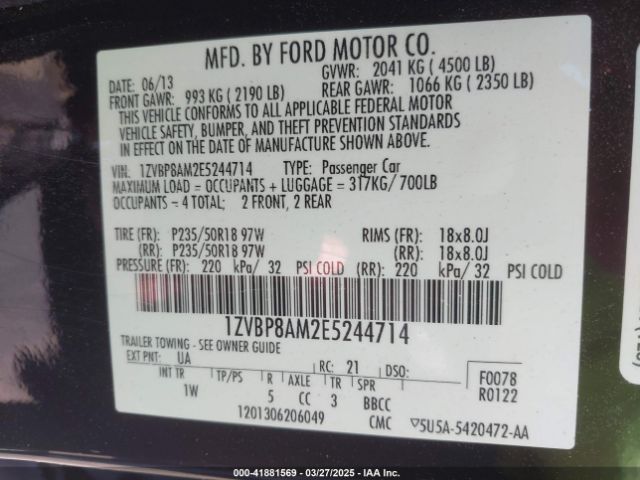 MFD. BY FORD MOTOR CO.
DATE: 06/13 GVWR: 2041 KG ( 4500 LB)
FRONT GAWR: 993 KG ( 2190 LB) REAR GAWR: 1066 KG ( 2350 LB)
THIS VEHICLE CONFORMS TO ALL APPLICABLE FEDERAL MOTOR
VEHICLE SAFETY, BUMPER, AND THEFT PREVENTION STANDARDS
IN EFFECT ON THE DATE OF MANUFACTURE SHOWN ABOVE.
VIN: 1ZVBP8AM2E5244714 TYPE: Passenger Car
MAXIMUM LOAD = OCCUPANTS + LUGGAGE = 317KG/ 700LB
OCCUPANTS = 4 TOTAL; 2 FRONT, 2 REAR
TIRE (FR): P235/50R18 97W RIMS (FR): 18x8.0J
(RR): P235/50R18 97W (RR): 18x8.0J
PRESSURE (FR): 220 kPa/ 32 PSI COLD (RR): 220 kPa/ 32 PSI COLD
1ZVBP8AM2E5244714
TRAILER TOWING - SEE OWNER GUIDE
EXT PNT: UA RC: 21 DSO:
INT TR TP/PS R AXLE TR SPR F0078
1W 5 CC 3 BBCC R0122
1201306206049 CMC ▽5U5A-5420472-AA
000-41881569 — 03/27/2025 — IAA Inc.